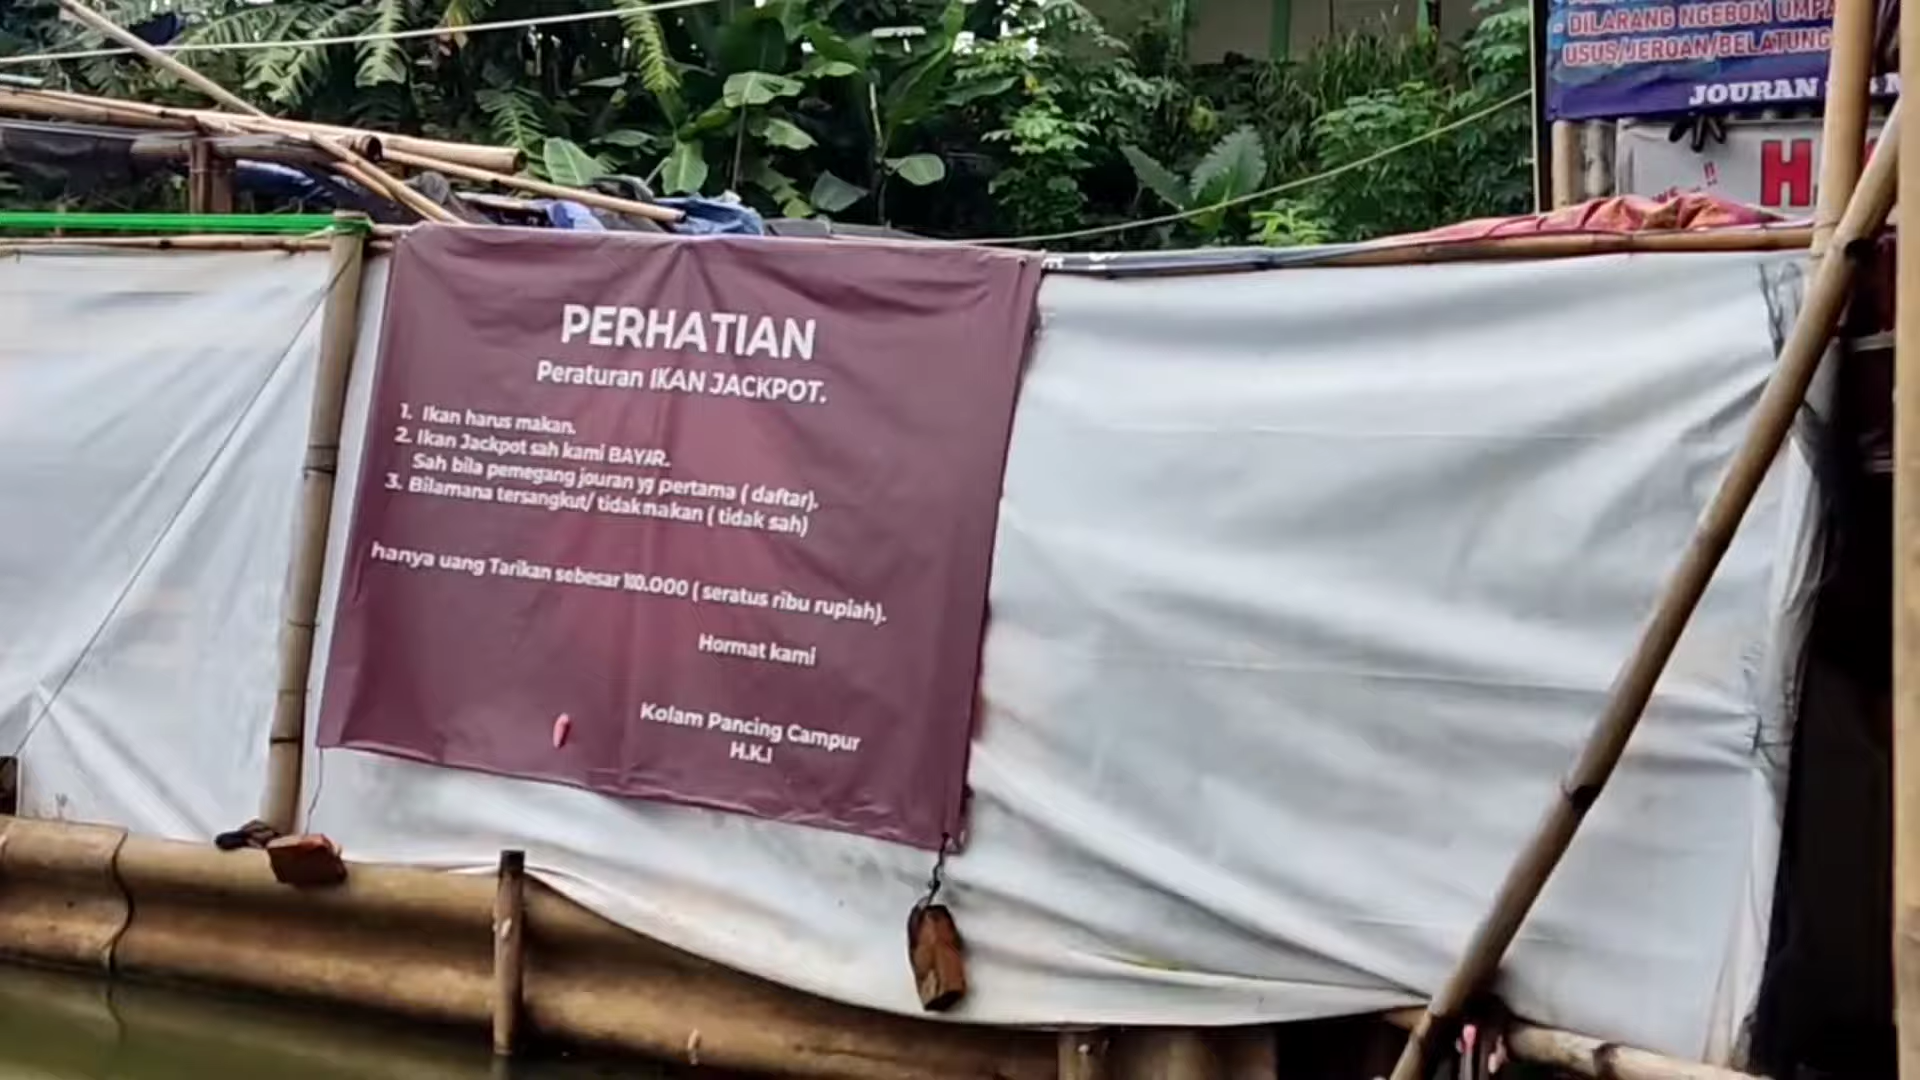 PERHATIAN
Peraturan IKAN JACKPOT.
1. Ikan harus makan.
2. Ikan Jackpot sah kami BAYAR.
Sah bila pemegang jouran yg pertama ( daftar).
3. Bilamana tersangkut/ tidak makan ( tidak sah)
hanya uang Tarikan sebesar 100.000 ( seratus ribu rupiah).
Hormat kami
Kolam Pancing Campur
H.K.I
- DILARANG NGEBOM UMPA
USUS/JEROAN/BELATUNG
JOURAN
H